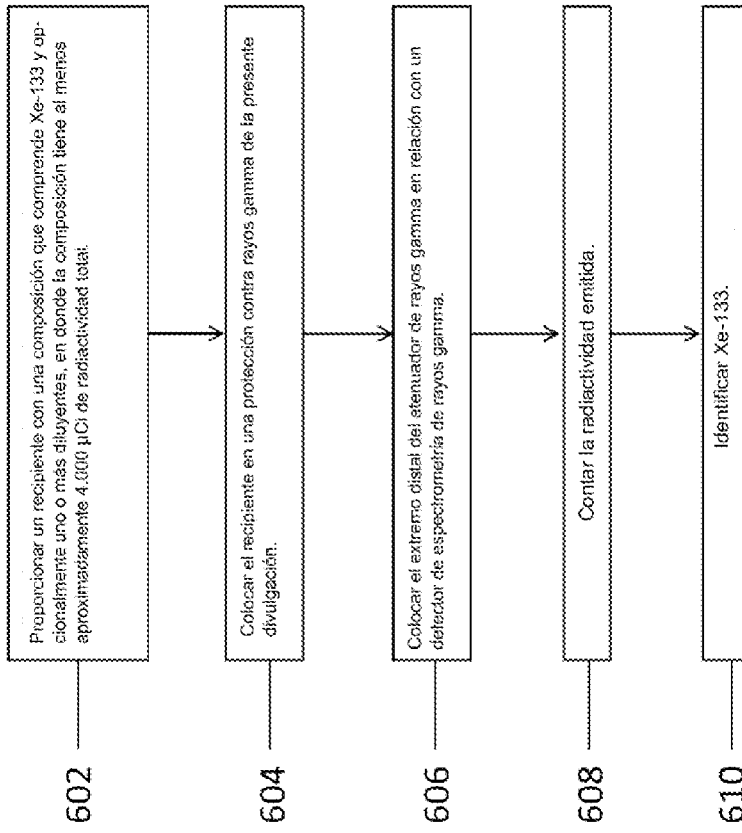 602
Proporcionar un recipiente con una composición que comprende Xe-133 y op-
cionalmente uno o más diluyentes, en donde la composición tiene al menos
aproximadamente 4.000 µCi de radiactividad total.
604
Colocar el recipiente en una protección contra rayos gamma de la presente
divulgación.
606
Colocar el extremo distal del atenuador de rayos gamma en relación con un
detector de espectrometría de rayos gamma.
608
Contar la radiactividad emitida.
610
Identificar Xe-133.